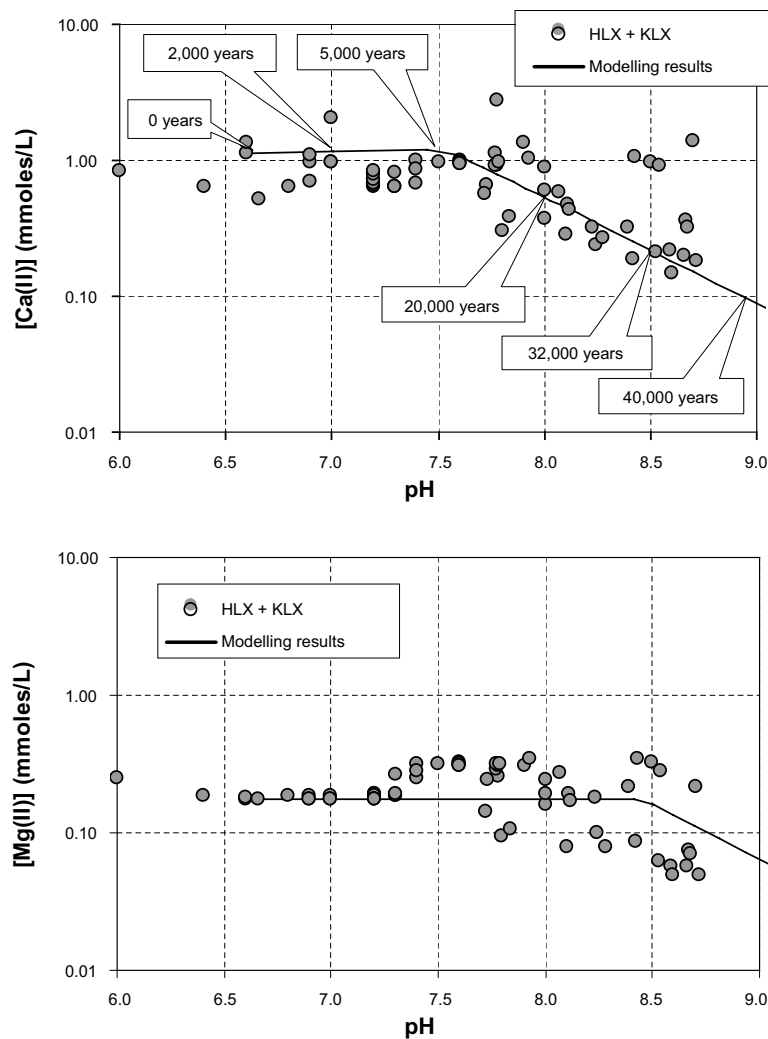 10.00
HLX + KLX
2,000 years
5,000 years
Modelling results
0 years
1.00
[Ca(II)] (mmoles/L)
0.10
20,000 years
32,000 years
40,000 years
0.01
6.0 6.5 7.0 7.5 8.0 8.5 9.0
pH
10.00
HLX + KLX
Modelling results
1.00
[Mg(II)] (mmoles/L)
0.10
0.01
6.0 6.5 7.0 7.5 8.0 8.5 9.0
pH